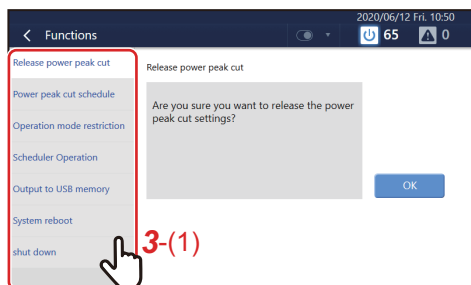 2020/06/12 Fri. 10:50
Functions
65
0
Release power peak cut
Power peak cut schedule
Operation mode restriction
Scheduler Operation
Output to USB memory
System reboot
shut down
Release power peak cut
Are you sure you want to release the power
peak cut settings?
OK
3-(1)